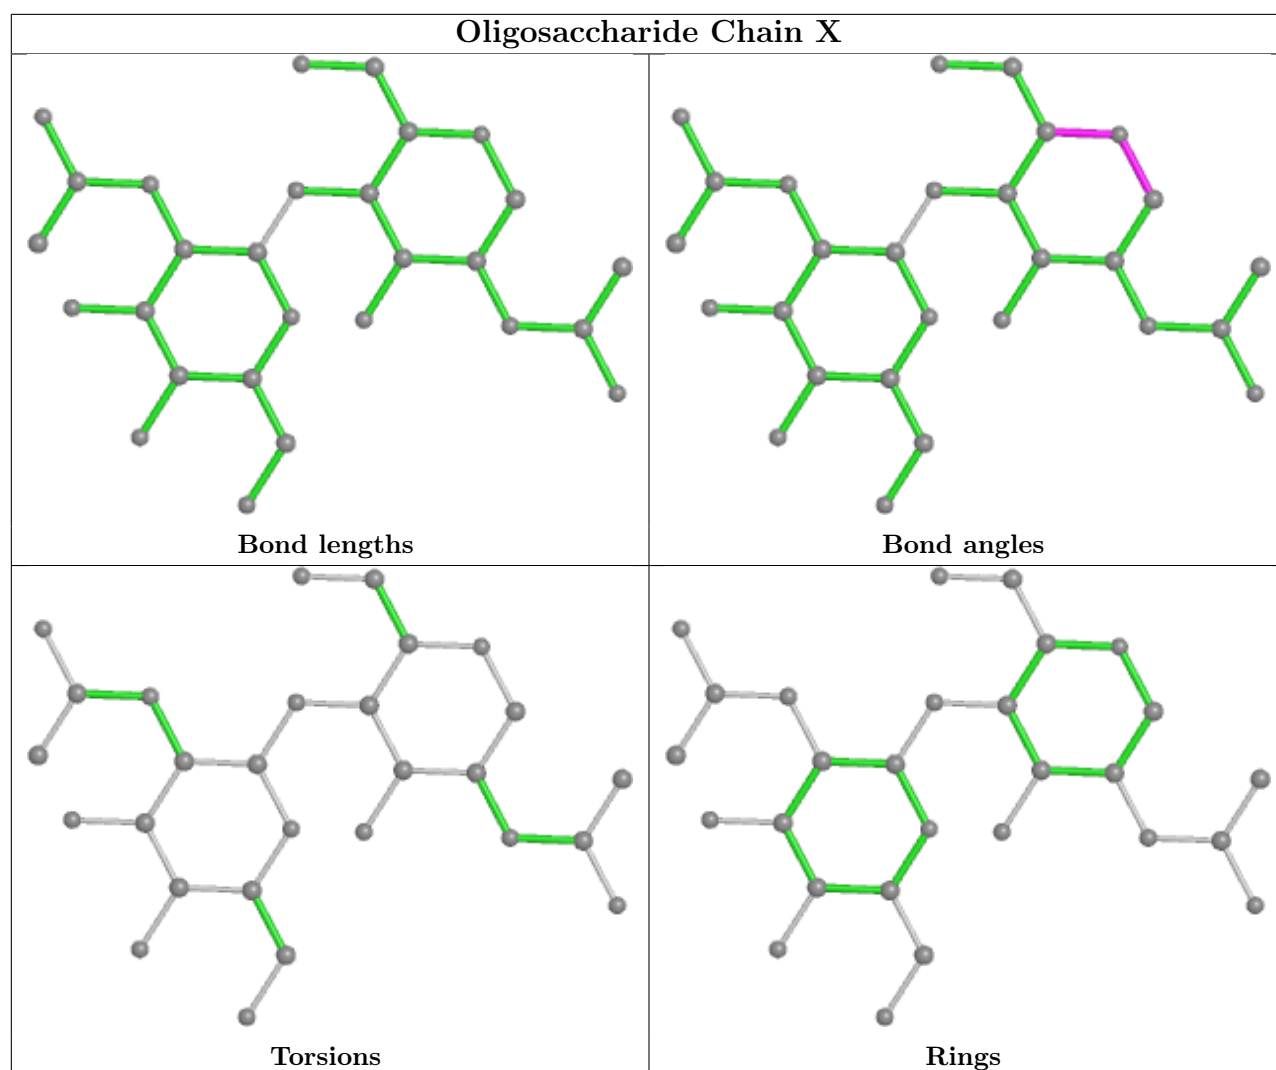 Oligosaccharide Chain X
Bond lengths
Bond angles
Torsions
Rings